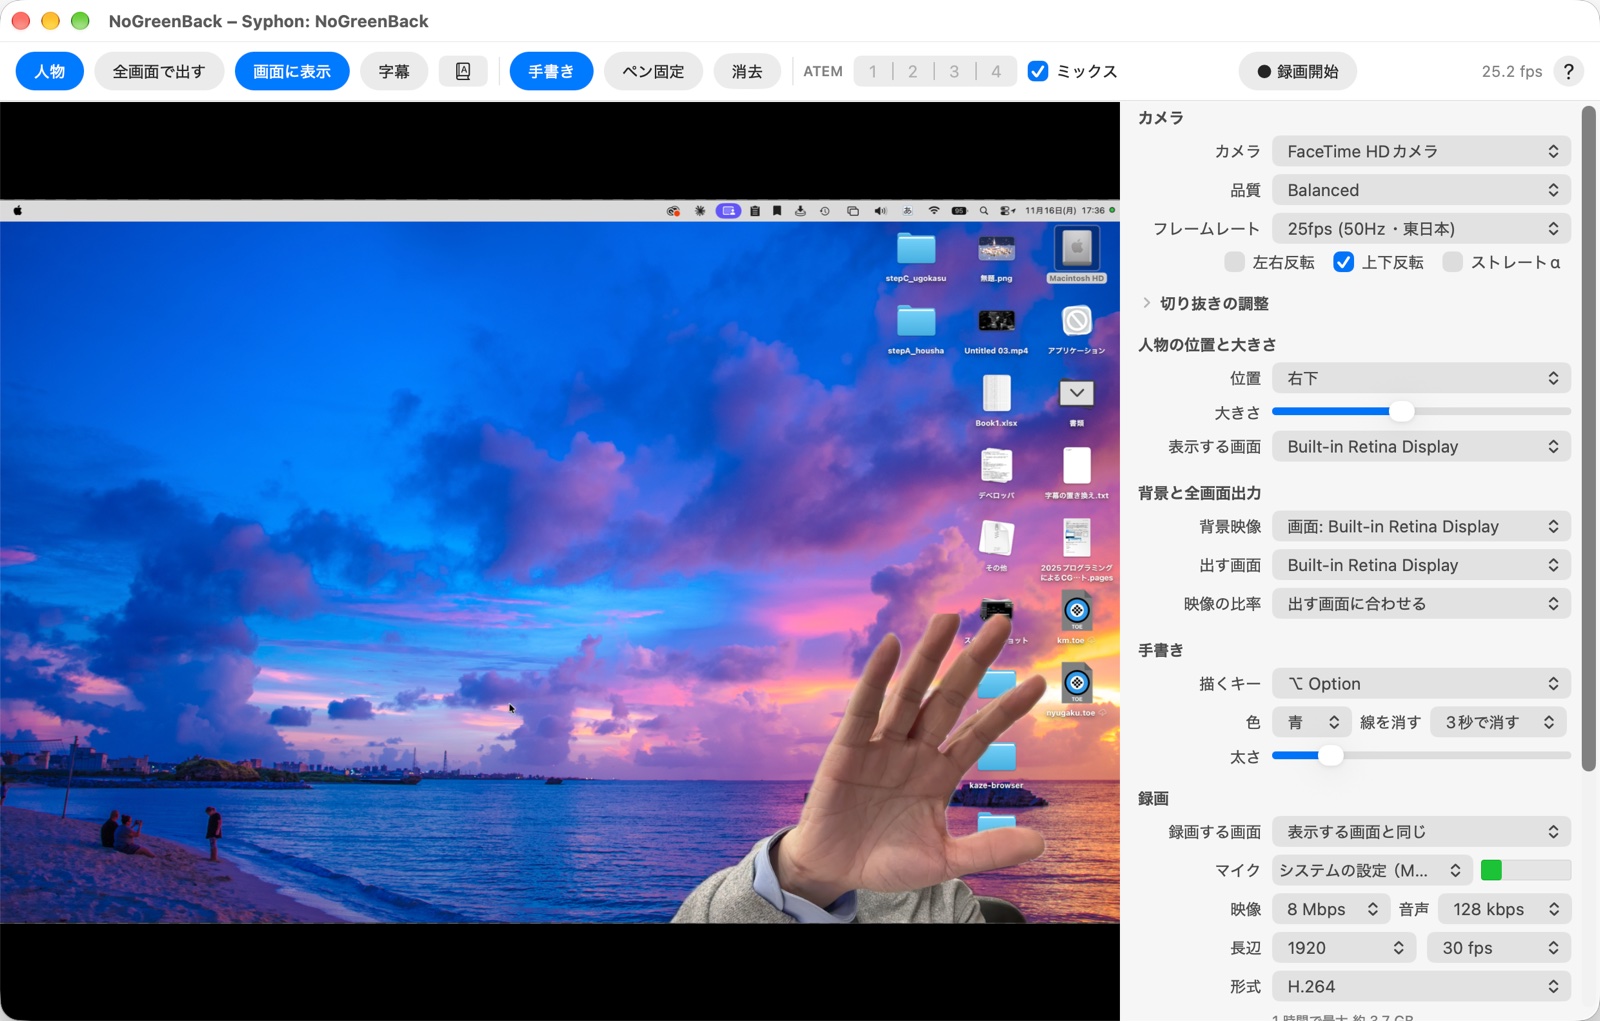 NoGreenBack – Syphon: NoGreenBack
人物 全画面で出す 画面に表示 字幕 A 手書き ペン固定 消去 ATEM 1 2 3 4 ミックス 録画開始 25.2 fps ?
11月16日(月) 17:36
stepC_ugokasu 無題.png Macintosh HD
stepA_housha Untitled 03.mp4 アプリケーション
Book1.xlsx 書類
デベロッパ 字幕の置き換え.txt
その他 2025プログラミング
によるCGート.pages
TOE
km.toe
TOE
nyugaku.toe
kaze-browser
カメラ
カメラ FaceTime HDカメラ
品質 Balanced
フレームレート 25fps (50Hz・東日本)
左右反転 上下反転 ストレートα
切り抜きの調整
人物の位置と大きさ
位置 右下
大きさ
表示する画面 Built-in Retina Display
背景と全画面出力
背景映像 画面: Built-in Retina Display
出す画面 Built-in Retina Display
映像の比率 出す画面に合わせる
手書き
描くキー ⌥ Option
色 青 線を消す 3秒で消す
太さ
録画
録画する画面 表示する画面と同じ
マイク システムの設定 (M...
映像 8 Mbps 音声 128 kbps
長辺 1920 30 fps
形式 H.264